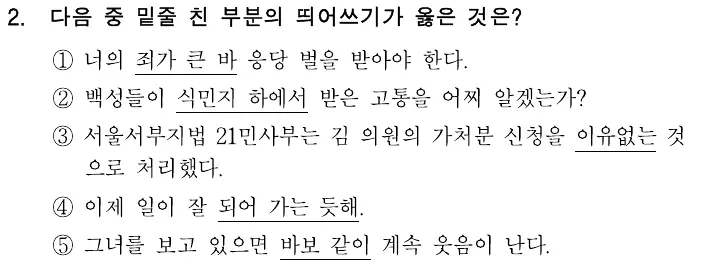 2. 다음 중 밑줄 친 부분의 띄어쓰기가 옳은 것은?
① 너의 죄가 큰 바 응당 벌을 받아야 한다.
② 백성들이 식민지 하에서 받은 고통을 어찌 알겠는가?
③ 서울서부지법 21민사부는 김 의원의 가처분 신청을 이유없는 것
으로 처리했다.
④ 이제 일이 잘 되어 가는 듯해.
⑤ 그녀를 보고 있으면 바보 같이 계속 웃음이 난다.